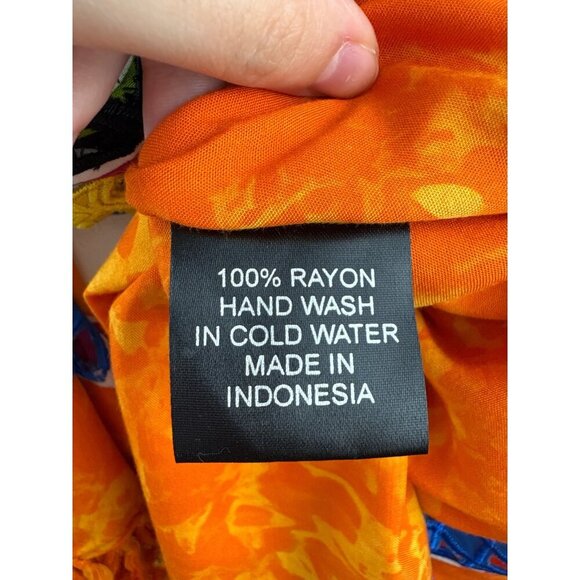 100% RAYON
HAND WASH
IN COLD WATER
MADE IN
INDONESIA